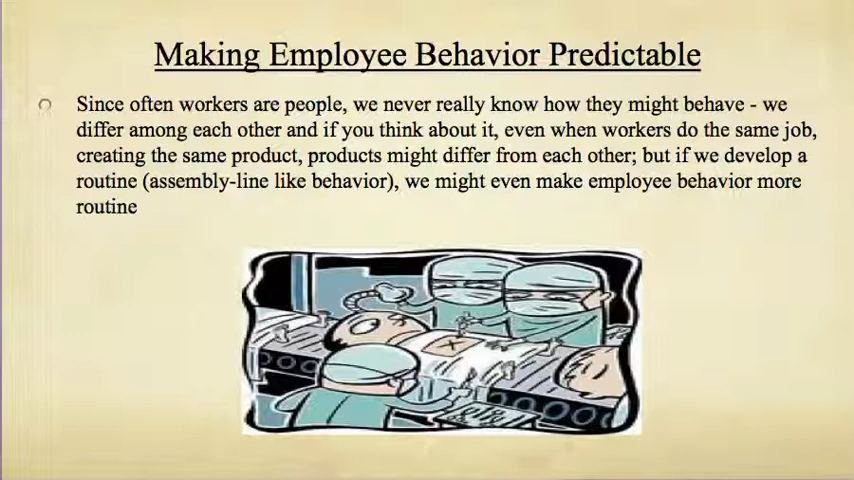 Making Employee Behavior Predictable
Since often workers are people, we never really know how they might behave - we
differ among each other and if you think about it, even when workers do the same job,
creating the same product, products might differ from each other; but if we develop a
routine (assembly-line like behavior), we might even make employee behavior more
routine